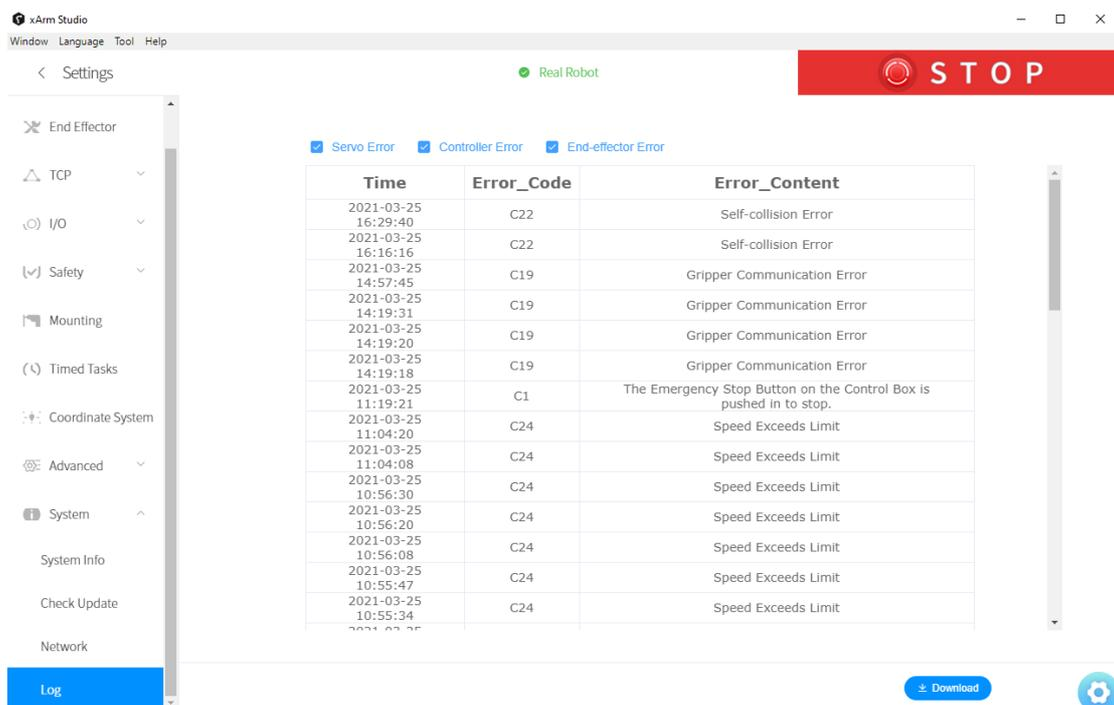 xArm Studio
Window Language Tool Help
Settings
Real Robot
STOP
End Effector
TCP
I/O
Safety
Mounting
Timed Tasks
Coordinate System
Advanced
System
System Info
Check Update
Network
Log
Servo Error Controller Error End-effector Error
Time Error_Code Error_Content
2021-03-25
16:29:40 C22 Self-collision Error
2021-03-25
16:16:16 C22 Self-collision Error
2021-03-25
14:57:45 C19 Gripper Communication Error
2021-03-25
14:19:31 C19 Gripper Communication Error
2021-03-25
14:19:20 C19 Gripper Communication Error
2021-03-25
14:19:18 C19 Gripper Communication Error
2021-03-25
11:19:21 C1 The Emergency Stop Button on the Control Box is
pushed in to stop.
2021-03-25
11:04:20 C24 Speed Exceeds Limit
2021-03-25
11:04:08 C24 Speed Exceeds Limit
2021-03-25
10:56:30 C24 Speed Exceeds Limit
2021-03-25
10:56:20 C24 Speed Exceeds Limit
2021-03-25
10:56:08 C24 Speed Exceeds Limit
2021-03-25
10:55:47 C24 Speed Exceeds Limit
2021-03-25
10:55:34 C24 Speed Exceeds Limit
Download